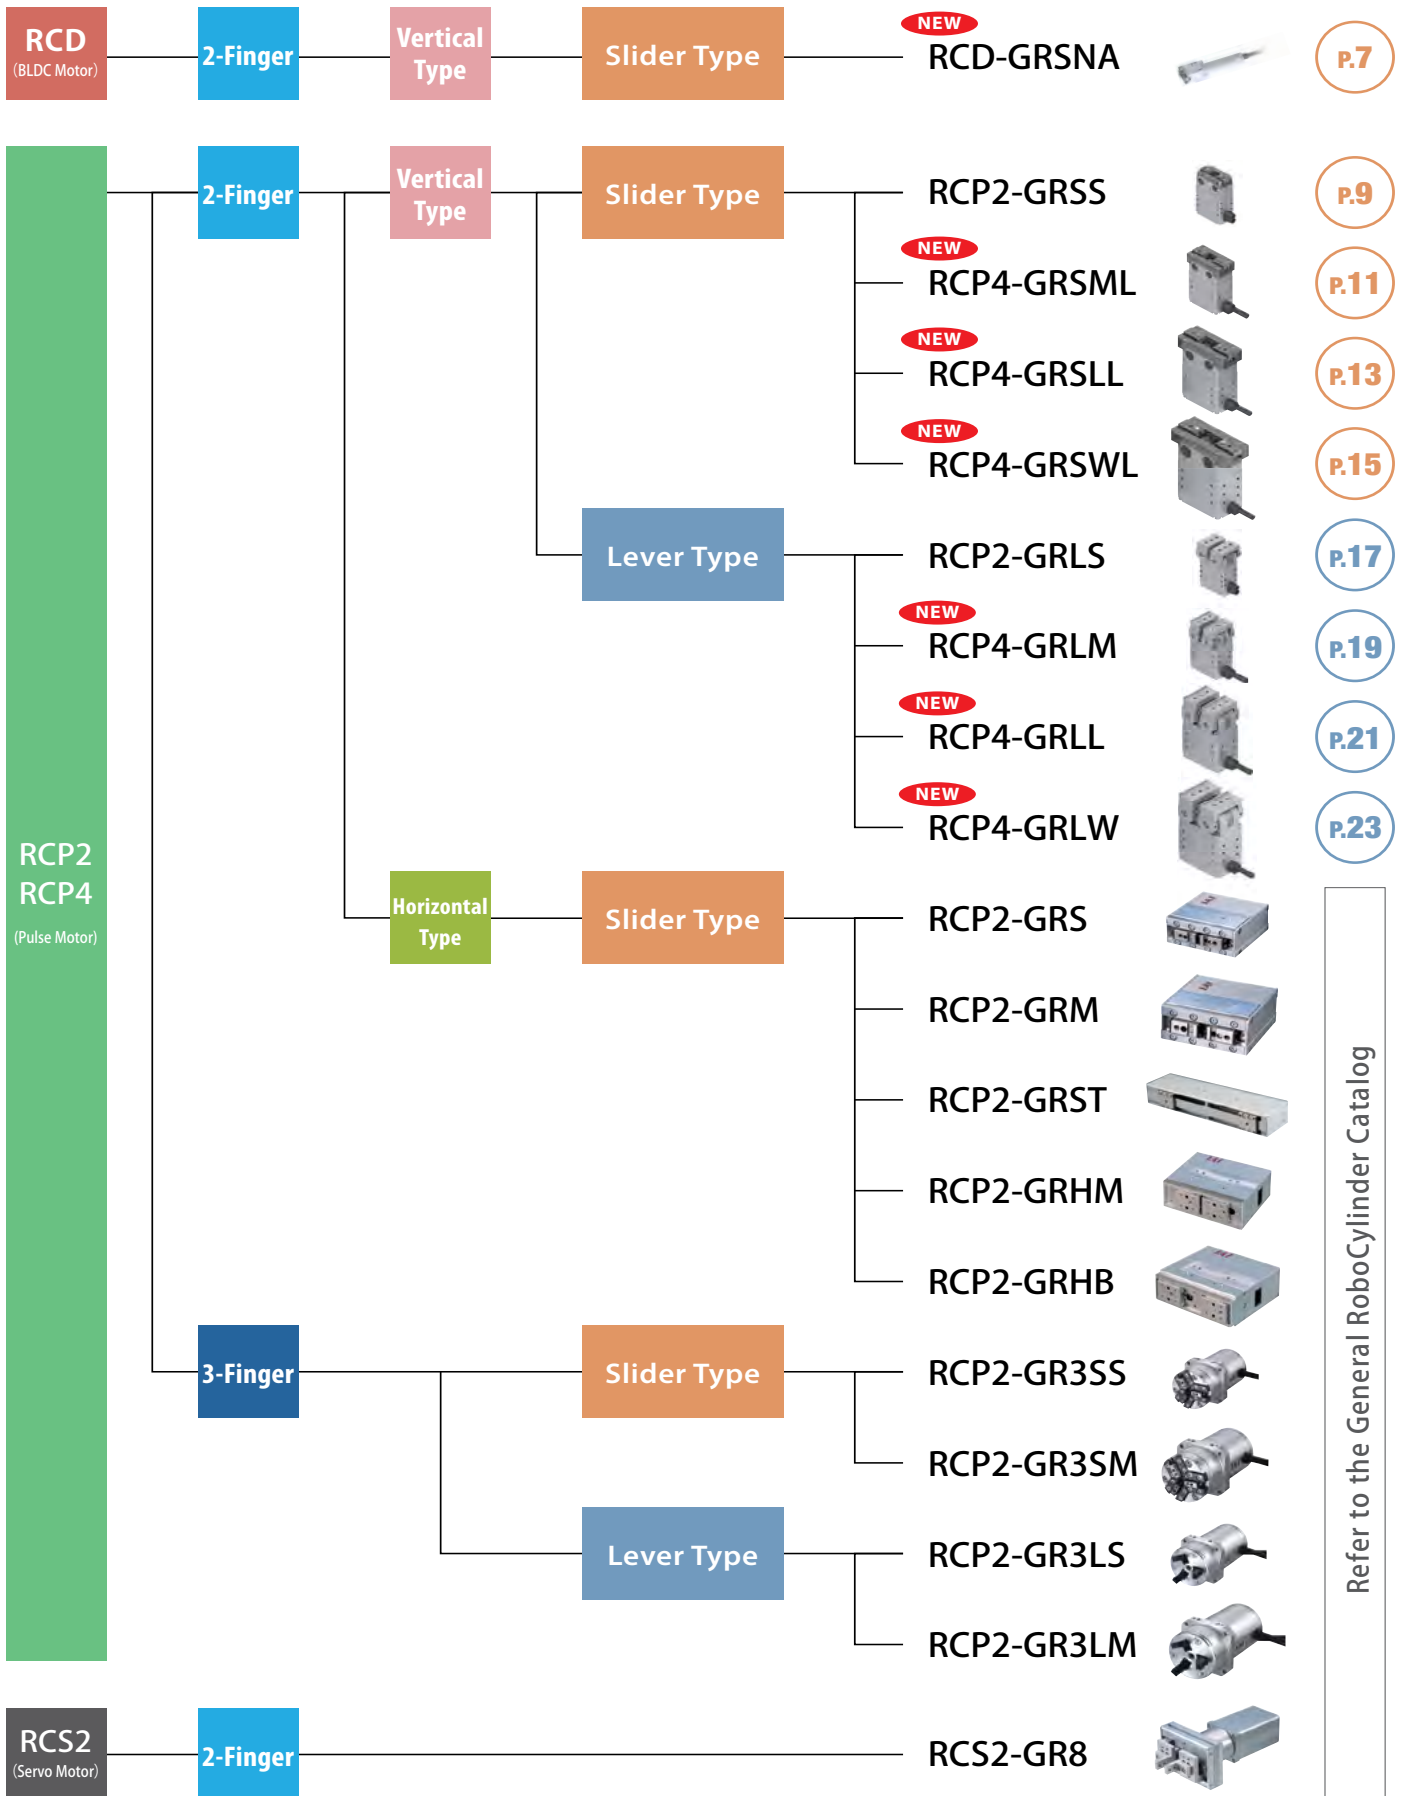 RCD
(BLDC Motor)
2-Finger
Vertical
Type
Slider Type
NEW
RCD-GRSNA
P.7
RCP2
RCP4
(Pulse Motor)
2-Finger
Vertical
Type
Slider Type
RCP2-GRSS
P.9
NEW
RCP4-GRSML
P.11
NEW
RCP4-GRSLL
P.13
NEW
RCP4-GRSWL
P.15
Lever Type
RCP2-GRLS
P.17
NEW
RCP4-GRLM
P.19
NEW
RCP4-GRLL
P.21
NEW
RCP4-GRLW
P.23
Horizontal
Type
Slider Type
RCP2-GRS
RCP2-GRM
RCP2-GRST
RCP2-GRHM
RCP2-GRHB
3-Finger
Slider Type
RCP2-GR3SS
RCP2-GR3SM
Lever Type
RCP2-GR3LS
RCP2-GR3LM
Refer to the General RoboCylinder Catalog
RCS2
(Servo Motor)
2-Finger
RCS2-GR8